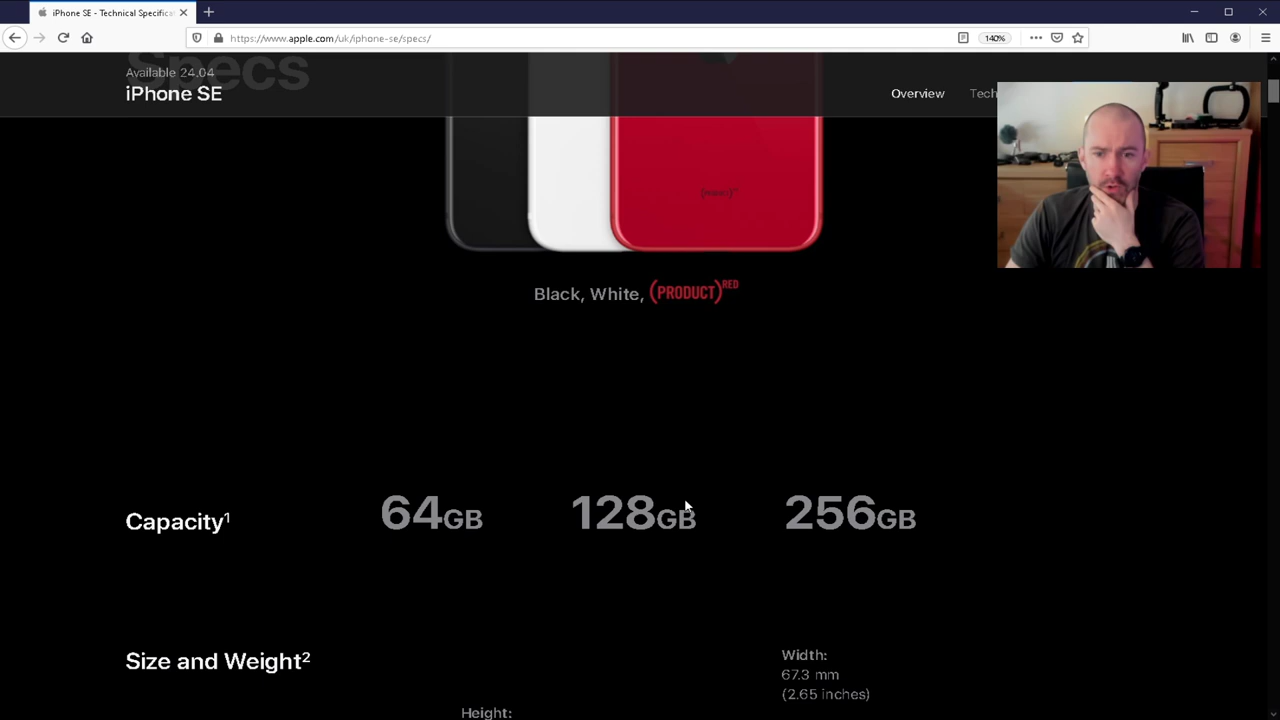 iPhone SE - Technical Specificat
https://www.apple.com/uk/iphone-se/specs/
140%
Specs
Available 24.04
iPhone SE
Overview
Tech
Black, White, (PRODUCT)RED
Capacity1
64GB
128GB
256GB
Size and Weight2
Width:
67.3 mm
(2.65 inches)
Height: